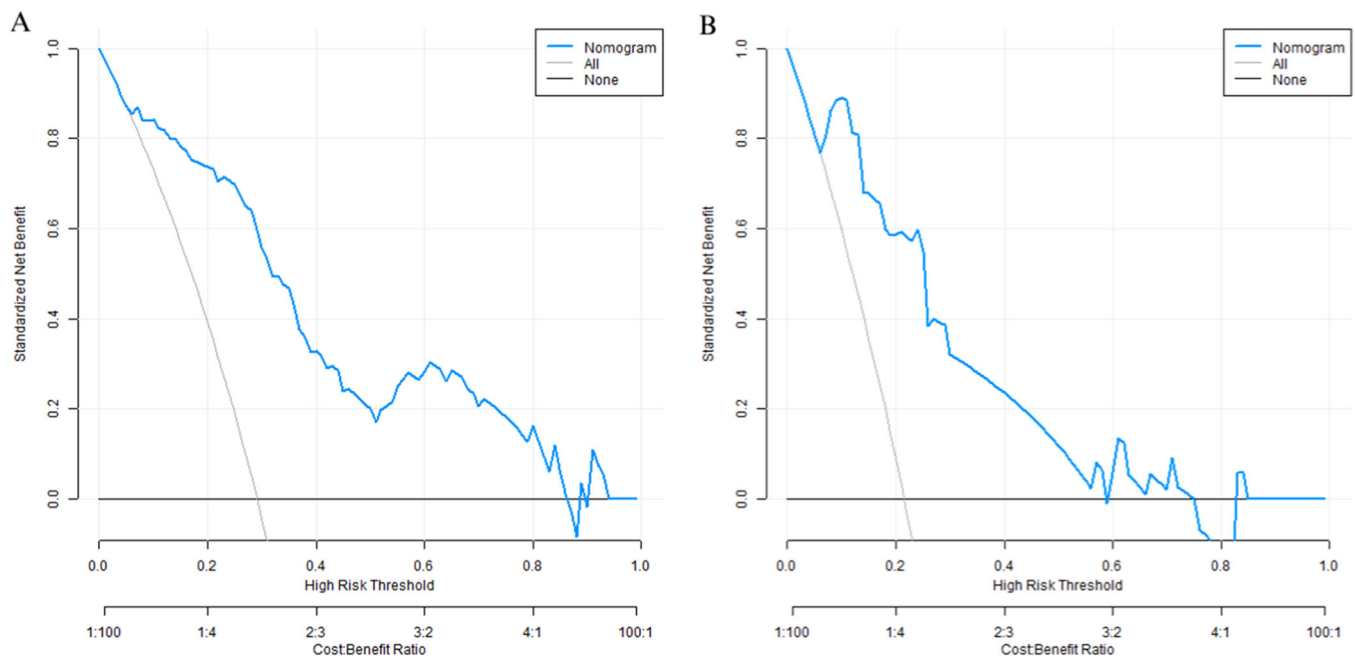 A
Nomogram
All
None
Standardized Net Benefit
1.0
0.8
0.6
0.4
0.2
0.0
0.0 0.2 0.4 0.6 0.8 1.0
High Risk Threshold
1:100 1:4 2:3 3:2 4:1 100:1
Cost:Benefit Ratio
B
Nomogram
All
None
Standardized Net Benefit
1.0
0.8
0.6
0.4
0.2
0.0
0.0 0.2 0.4 0.6 0.8 1.0
High Risk Threshold
1:100 1:4 2:3 3:2 4:1 100:1
Cost:Benefit Ratio